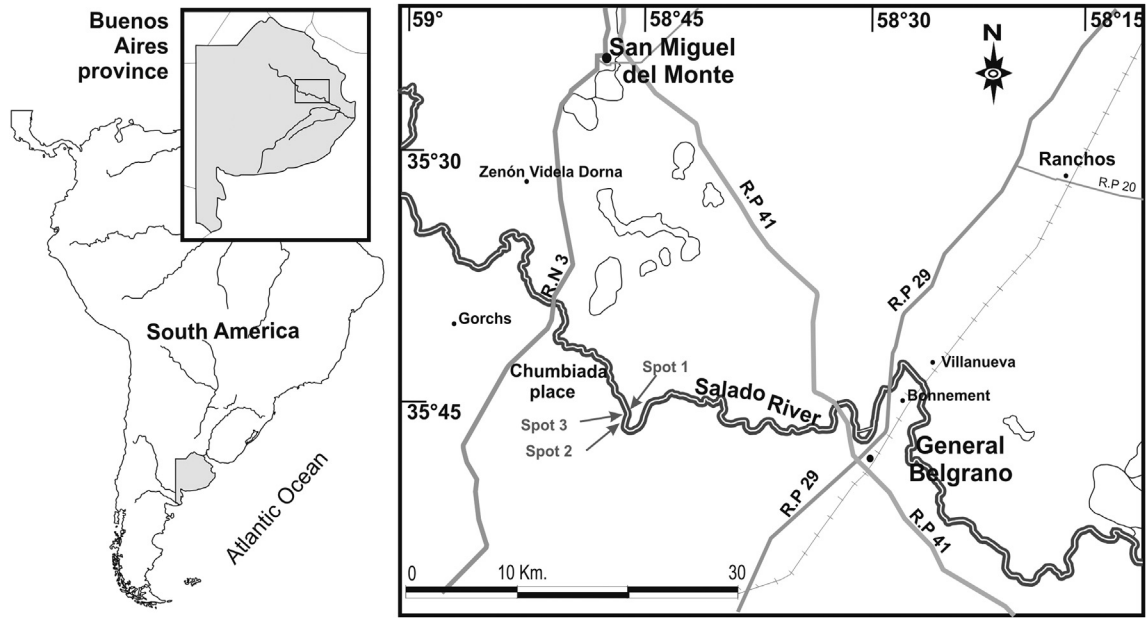 Buenos
Aires
province
South America
Atlantic Ocean
59°
58°45
58°30
58°15
N
San Miguel
del Monte
35°30
Zenón Videla Dorna
Ranchos
R.P 20
R.P 41
R.N 3
R.P 29
Gorchs
Villanueva
Chumbiada
place
Spot 1
Salado River
Bonnement
35°45
Spot 3
Spot 2
General
Belgrano
R.P 29
R.P 41
0 10 Km. 30